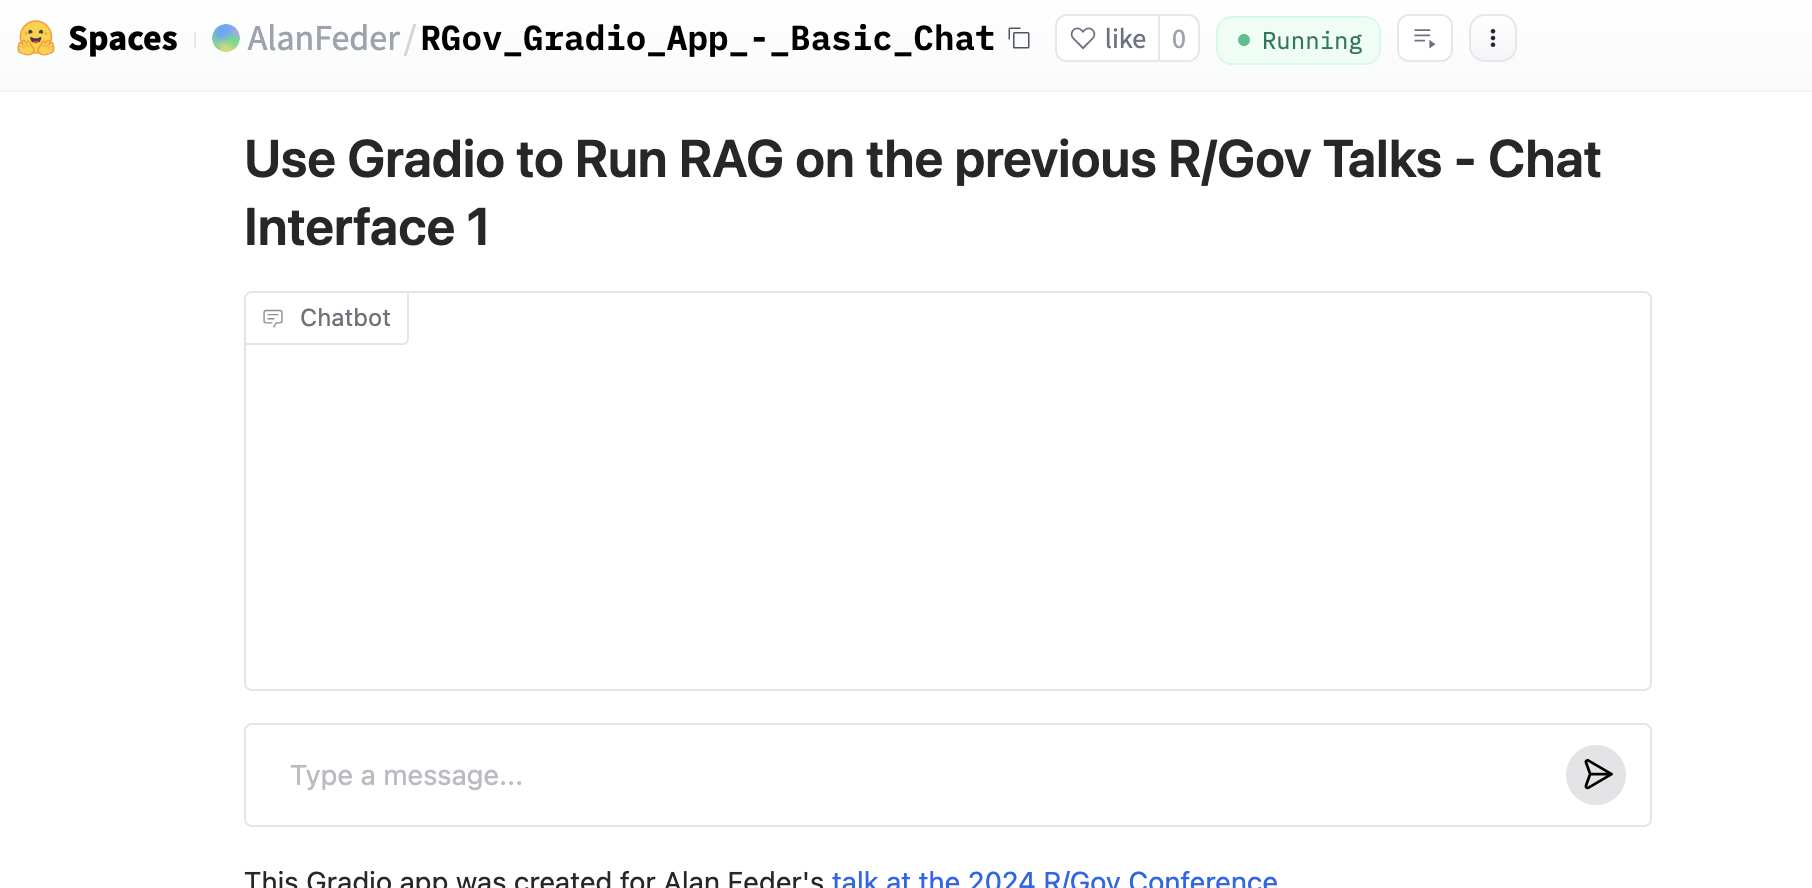 Spaces AlanFeder/RGov_Gradio_App_-_Basic_Chat like 0 Running
Use Gradio to Run RAG on the previous R/Gov Talks - Chat
Interface 1
Chatbot
Type a message...
This Gradio app was created for Alan Feder's talk at the 2024 R/Gov Conference